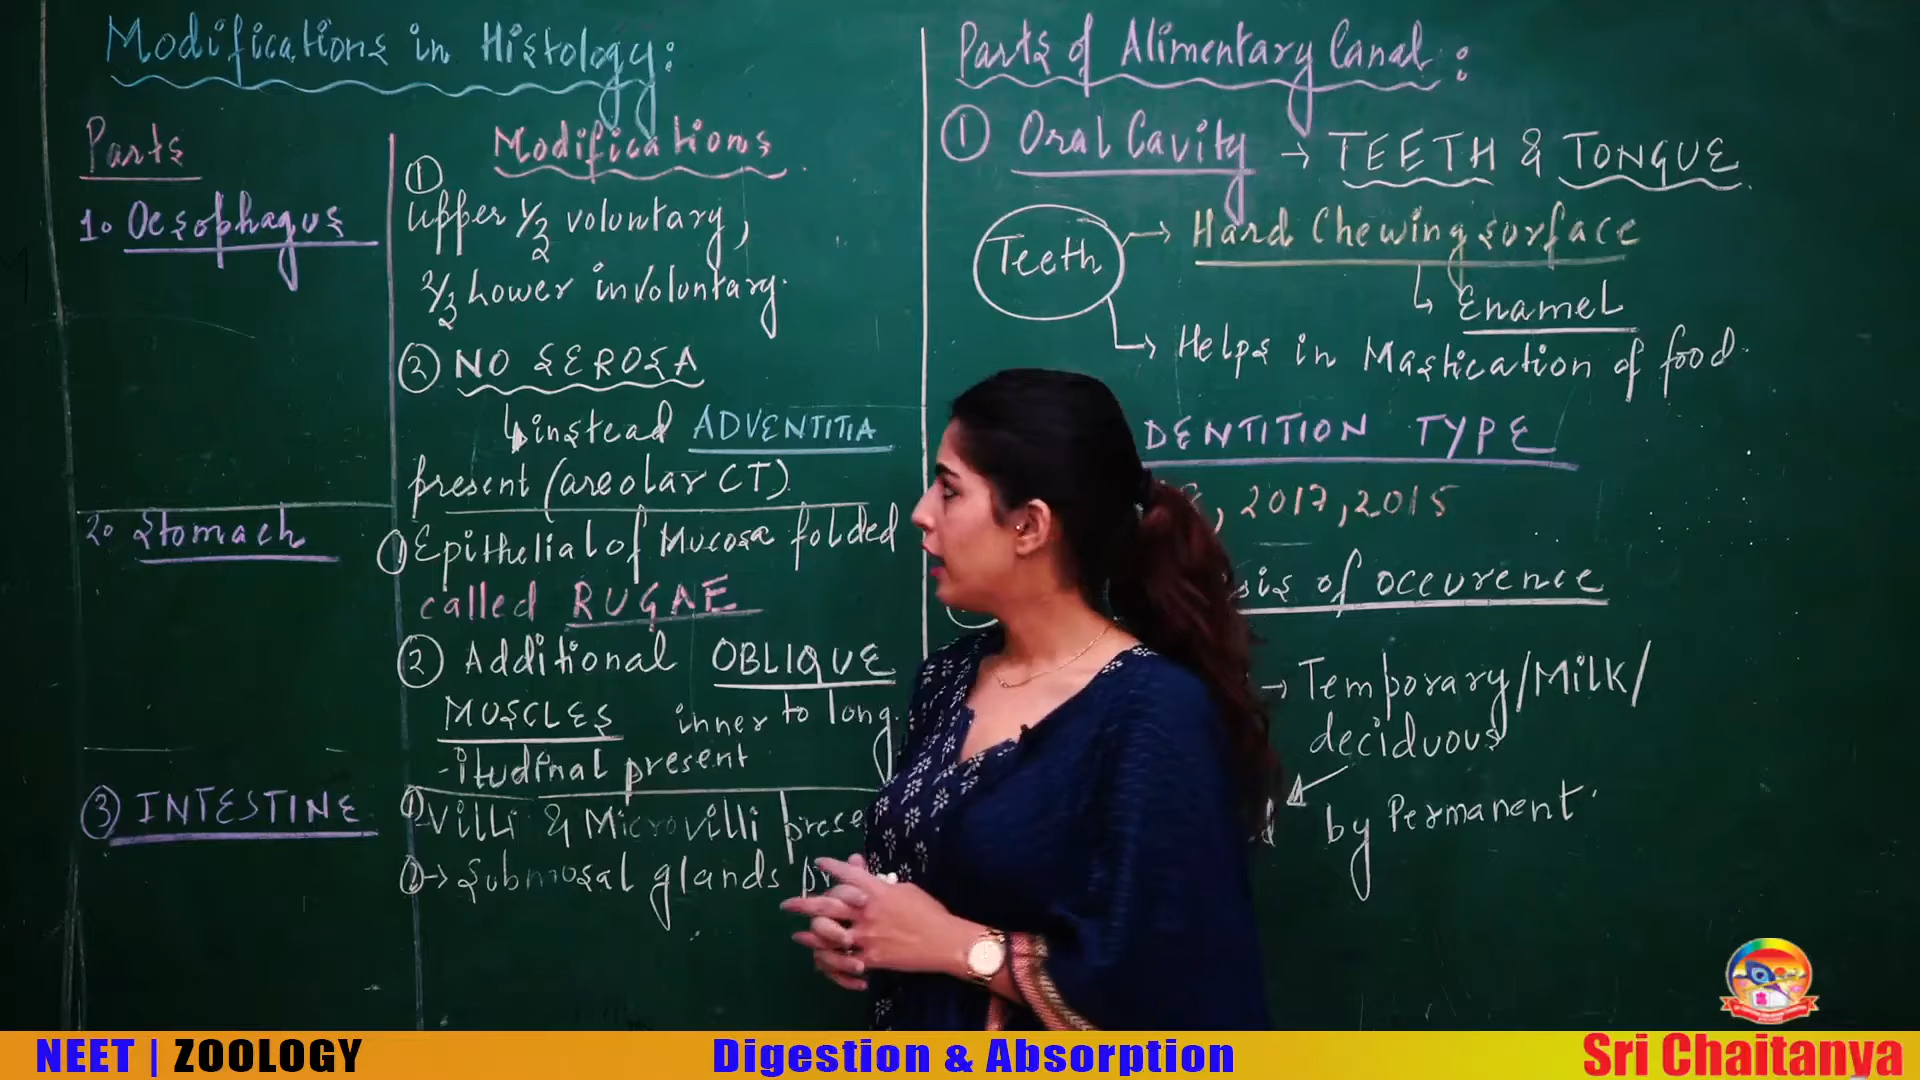 Modifications in Histology:
Parts
Modifications
1. Oesophagus
①
upper 1/3 voluntary,
2/3 Lower involuntary.
② NO SEROSA
↳ instead ADVENTITIA
present (areolar CT)
2. Stomach
① Epithelial of Mucosa folded
called RUGAE
② Additional OBLIQUE
MUSCLES inner to long
-itudinal present
③ INTESTINE
① Villi & Microvilli prese
②→ Submosal glands pr
Parts of Alimentary Canal:
① Oral Cavity → TEETH & TONGUE
Teeth → Hard Chewing surface
↳ Enamel
→ Helps in Mastication of food
DENTITION TYPE
, 2017, 2015
sis of occurence
→ Temporary/Milk/
deciduous
by Permanent
NEET | ZOOLOGY
Digestion & Absorption
Sri Chaitanya